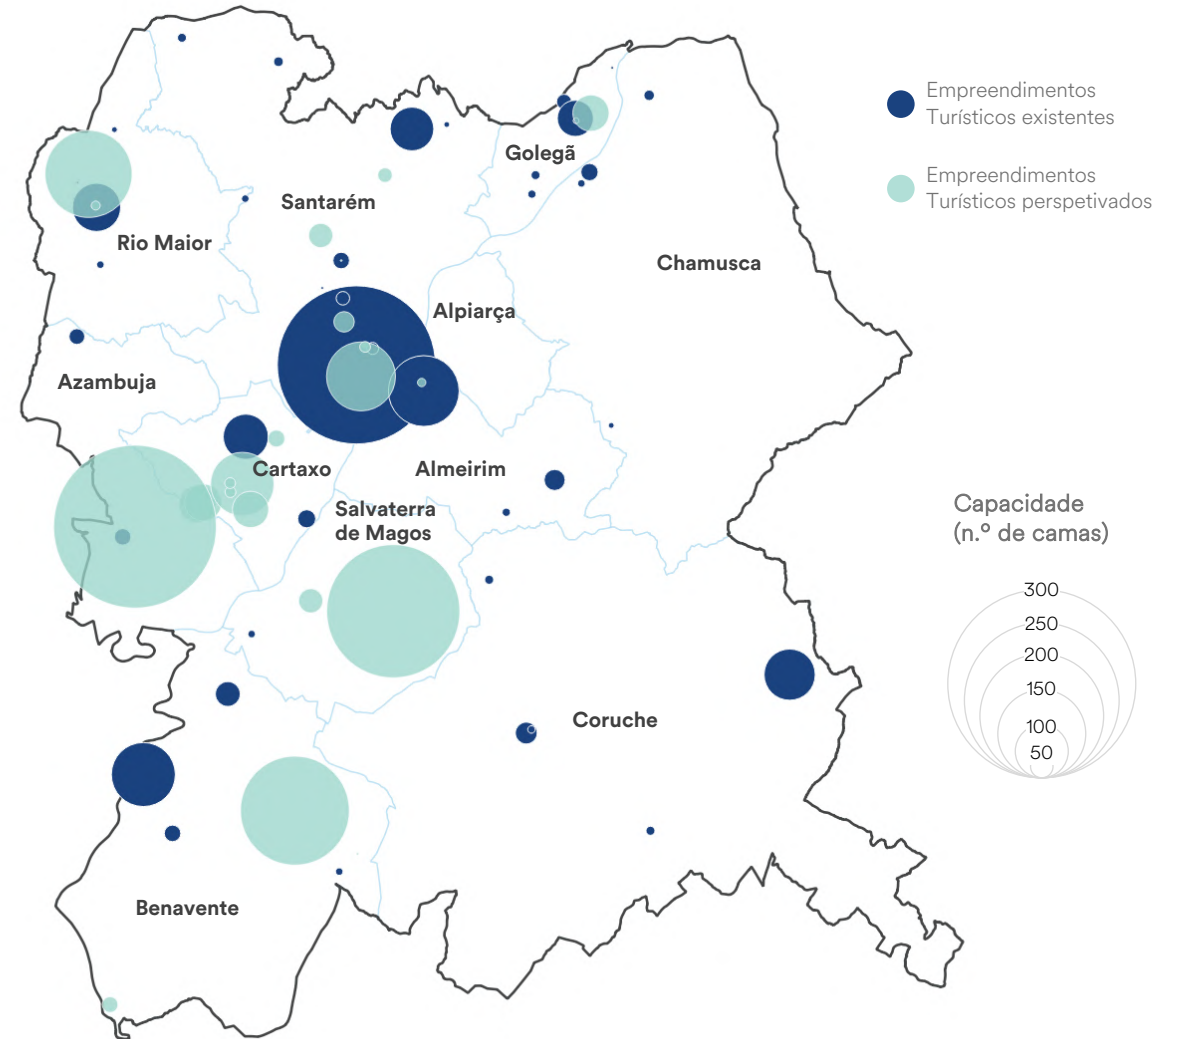 Empreendimentos
Turísticos existentes
Empreendimentos
Turísticos perspetivados
Golegã
Santarém
Rio Maior
Chamusca
Alpiarça
Azambuja
Cartaxo
Almeirim
Salvaterra
de Magos
Coruche
Benavente
Capacidade
(n.º de camas)
300
250
200
150
100
50